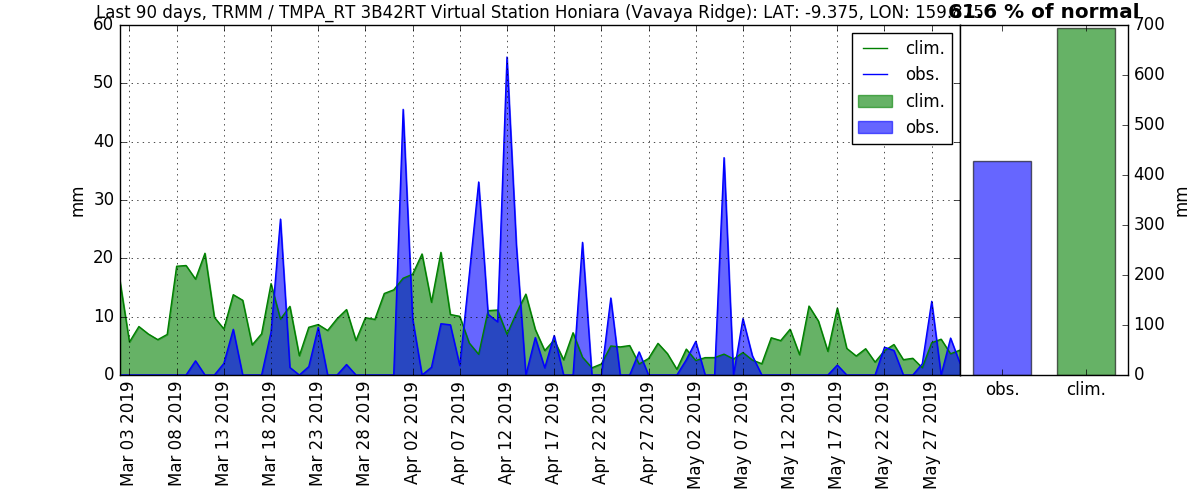 Last 90 days, TRMM / TMPA_RT 3B42RT Virtual Station Honiara (Vavaya Ridge): LAT: -9.375, LON:
% of normal
60
50
40
30
20
10
0
mm
clim.
obs.
clim.
obs.
700
600
500
400
300
200
100
0
mm
obs.
clim.
Mar 03 2019
Mar 08 2019
Mar 13 2019
Mar 18 2019
Mar 23 2019
Mar 28 2019
Apr 02 2019
Apr 07 2019
Apr 12 2019
Apr 17 2019
Apr 22 2019
Apr 27 2019
May 02 2019
May 07 2019
May 12 2019
May 17 2019
May 22 2019
May 27 2019